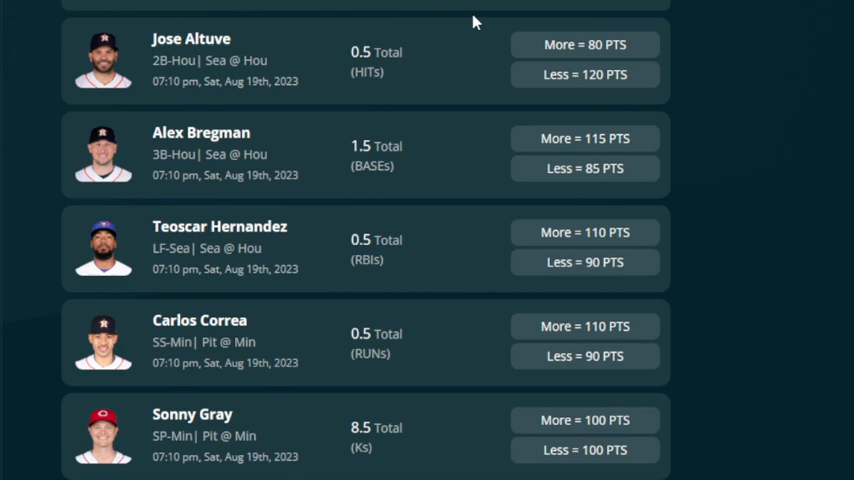 Jose Altuve
2B-Hou| Sea @ Hou
07:10 pm, Sat, Aug 19th, 2023
0.5 Total
(HITs)
More = 80 PTS
Less = 120 PTS
Alex Bregman
3B-Hou| Sea @ Hou
07:10 pm, Sat, Aug 19th, 2023
1.5 Total
(BASEs)
More = 115 PTS
Less = 85 PTS
Teoscar Hernandez
LF-Sea| Sea @ Hou
07:10 pm, Sat, Aug 19th, 2023
0.5 Total
(RBIs)
More = 110 PTS
Less = 90 PTS
Carlos Correa
SS-Min| Pit @ Min
07:10 pm, Sat, Aug 19th, 2023
0.5 Total
(RUNs)
More = 110 PTS
Less = 90 PTS
Sonny Gray
SP-Min| Pit @ Min
07:10 pm, Sat, Aug 19th, 2023
8.5 Total
(Ks)
More = 100 PTS
Less = 100 PTS